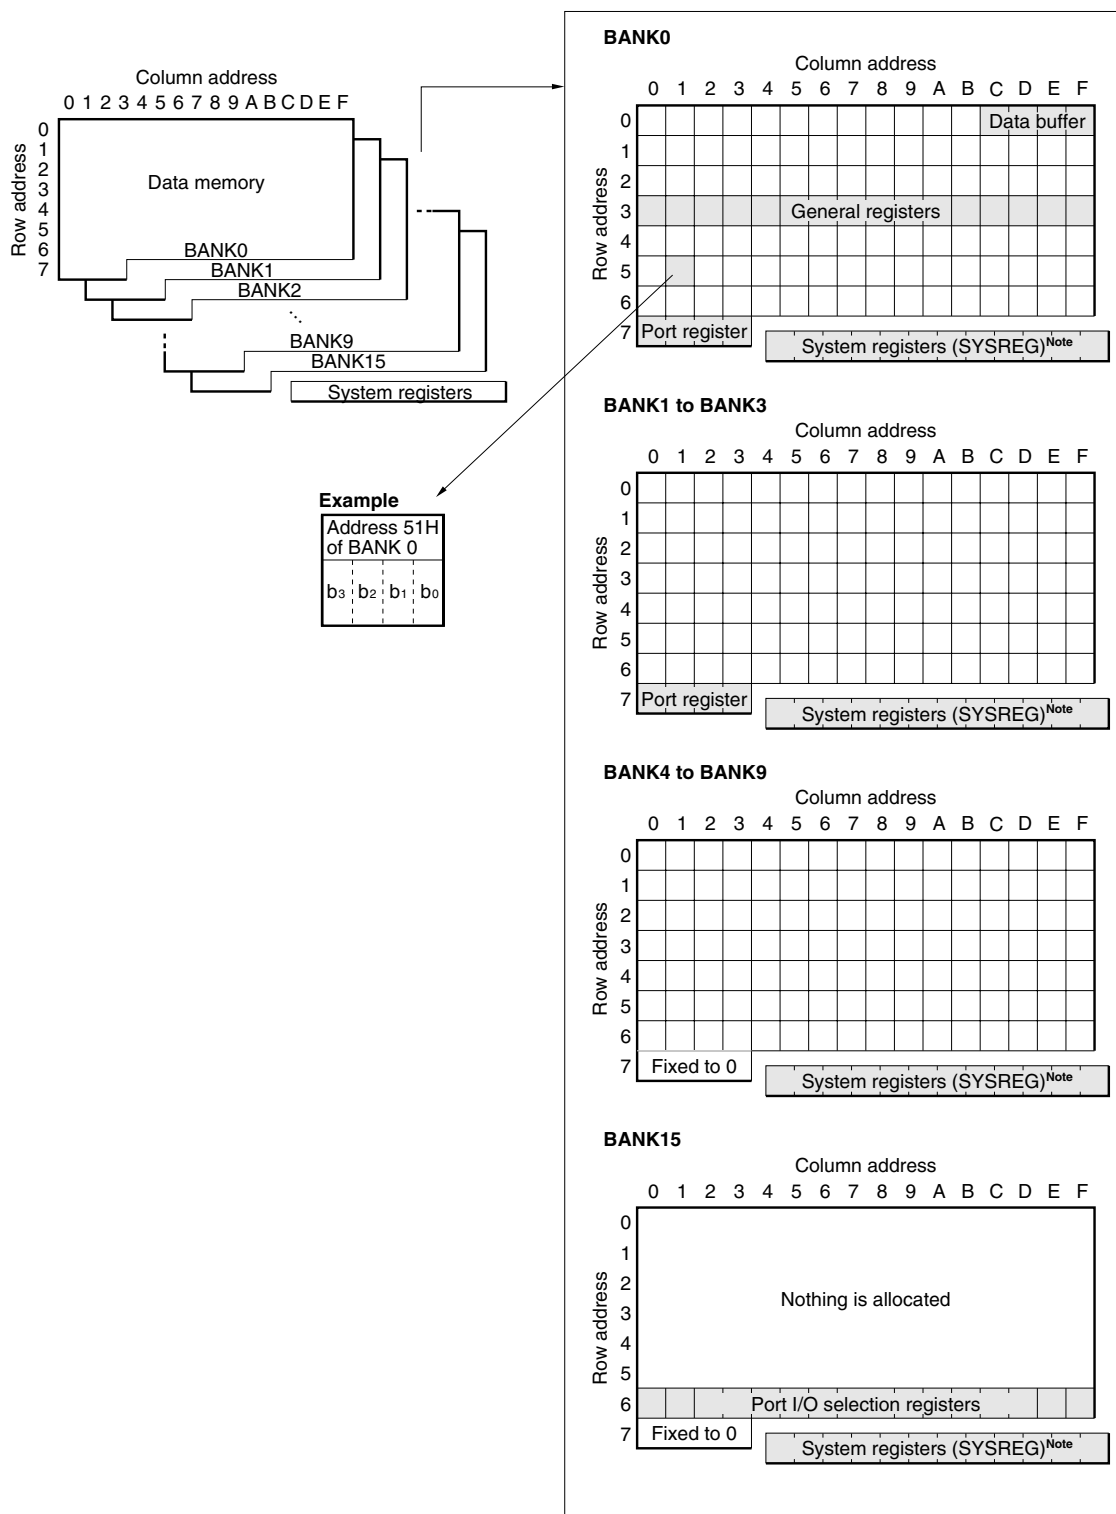 Column address
0 1 2 3 4 5 6 7 8 9 A B C D E F
Row address
0
1
2
3
4
5
6
7
Data memory
BANK0
BANK1
BANK2
BANK9
BANK15
System registers
Example
Address 51H
of BANK 0
b3 b2 b1 b0
BANK0
Column address
0 1 2 3 4 5 6 7 8 9 A B C D E F
Row address
0 Data buffer
1
2
3 General registers
4
5
6
7 Port register System registers (SYSREG)Note
BANK1 to BANK3
Column address
0 1 2 3 4 5 6 7 8 9 A B C D E F
Row address
0
1
2
3
4
5
6
7 Port register System registers (SYSREG)Note
BANK4 to BANK9
Column address
0 1 2 3 4 5 6 7 8 9 A B C D E F
Row address
0
1
2
3
4
5
6
7 Fixed to 0 System registers (SYSREG)Note
BANK15
Column address
0 1 2 3 4 5 6 7 8 9 A B C D E F
Row address
0
1
2
Nothing is allocated
3
4
5
6 Port I/O selection registers
7 Fixed to 0 System registers (SYSREG)Note